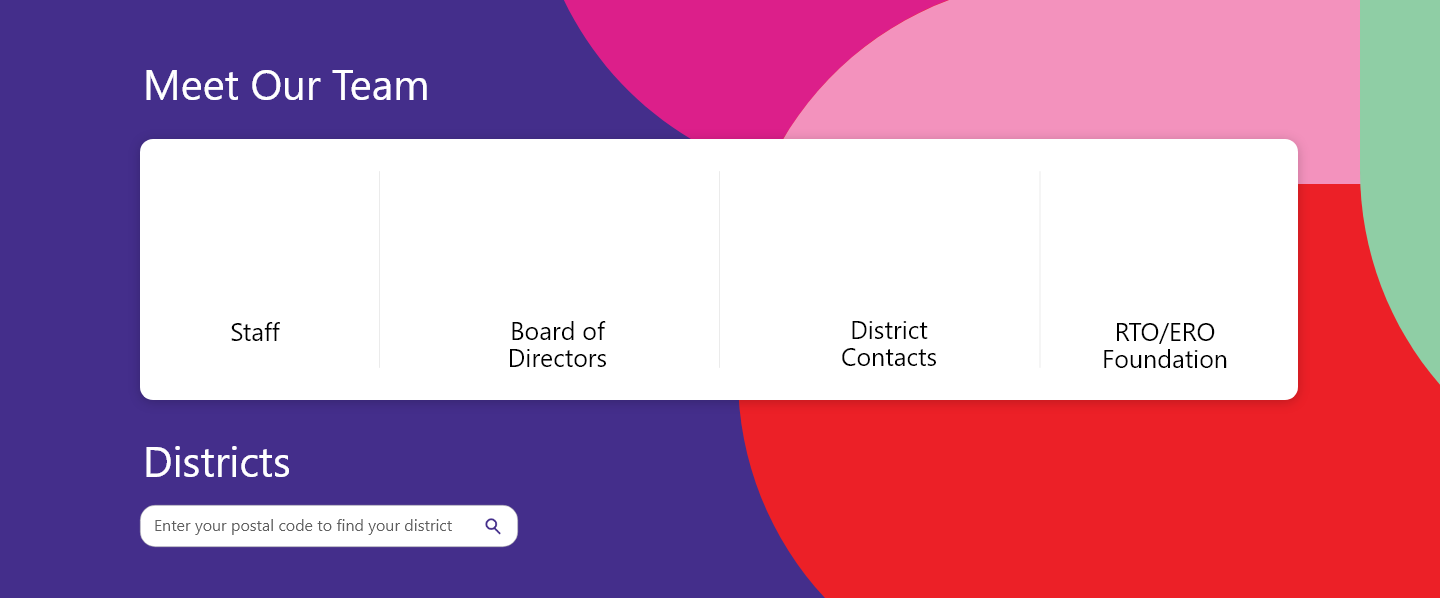 Meet Our Team
Staff
Board of
Directors
District
Contacts
RTO/ERO
Foundation
Districts
Enter your postal code to find your district